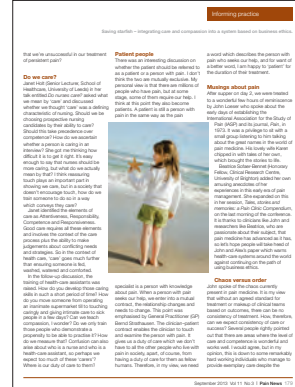 Informing practice
Saving starfish – integrating care and compassion into a system based on business ethics.
that we're unsuccessful in our treatment
of persistent pain?
Do we care?
Janet Holt (Senior Lecturer, School of
Healthcare, University of Leeds) in her
talk entitled Do nurses care? asked what
we mean by 'care' and discussed
whether we thought 'care' was a defining
characteristic of nursing. Should we be
choosing prospective nursing
candidates by their ability to care?
Should this take precedence over
competence? How do we ascertain
whether a person is caring in an
interview? She got me thinking how
difficult it is to get it right. It's easy
enough to say that nurses should be
more caring, but what do we actually
mean by that? I think reassuring
touch plays an important part in
showing we care, but in a society that
doesn't encourage touch, how do we
train someone to do so in a way
which conveys they care?
Janet identified the elements of
care as Attentiveness, Responsibility,
Competence and Responsiveness.
Good care requires all these elements
and involves the context of the care
process plus the ability to make
judgements about conflicting needs
and strategies. So in the context of
health care, 'care' goes much further
than ensuring someone is fed,
washed, watered and comforted.
In the follow-up discussion, the
training of health-care assistants was
raised. How do you develop those caring
skills in such a short period of time? How
do you move someone from operating
an inanimate supermarket till to touching
caringly and giving intimate care to sick
people in a few days? Can we teach
compassion, I wonder? Do we only train
those people who demonstrate a
propensity to be able to provide it? How
do we measure that? Confusion can also
arise about who is a nurse and who is a
health-care assistant, so perhaps we
expect too much of these carers?
Where is our duty of care to them?
Patient people
There was an interesting discussion on
whether the patient should be referred to
as a patient or a person with pain. I don't
think the two are mutually exclusive. My
personal view is that there are millions of
people who have pain, but at some
stage, some of them require our help. I
think at this point they also become
patients. A patient is still a person with
pain in the same way as the pain
specialist is a person with knowledge
about pain. When a person with pain
seeks our help, we enter into a mutual
contract, the relationship changes and
needs to change. This point was
emphasised by General Practitioner (GP)
Bernd Strathausen. The clinician–patient
contract enables the clinician to touch
and examine the person with pain. It
gives us a duty of care which we don't
have to all the other people who live with
pain in society, apart, of course, from
having a duty of care to them as fellow
humans. Therefore, in my view, we need
a word which describes the person with
pain who seeks our help, and for want of
a better word, I am happy to 'patient' for
the duration of their treatment.
Musings about pain
After supper on day 2, we were treated
to a wonderful few hours of reminiscence
by John Loeser who spoke about the
early days of establishing the
International Association for the Study of
Pain (IASP) and its journal, Pain, in
1973. It was a privilege to sit with a
small group listening to him talking
about the great names in the world of
pain medicine. His lovely wife Karen
chipped in with tales of her own,
which brought the stories to life.
Beatrice Sofaer-Bennet (Honorary
Fellow, Clinical Research Centre,
University of Brighton) added her own
amusing anecdotes of her
experiences in the early era of pain
management. She expanded on this
in her session, Tales, stories and
memories: a Pain Clinic Compendium,
on the last morning of the conference.
It is thanks to clinicians like John and
researchers like Beatrice, who are
passionate about their subject, that
pain medicine has advanced as it has,
so let's hope people will take heed of
John and Alex's paper which warns
health-care systems around the world
against continuing on the path of
using business ethics.
Chaos versus order
John spoke of the chaos currently
present in pain medicine. It is my view
that without an agreed standard for
treatment or makeup of clinical teams
based on outcomes, there can be no
consistency of treatment. How, therefore,
can we expect consistency of care or
success? Several people rightly pointed
out that there are areas where the level of
care and competence is wonderful and
works well. I would agree, but in my
opinion, this is down to some remarkably
hard working individuals who manage to
provide exemplary care despite the
September 2013 Vol 11 No 3 | Pain News 173